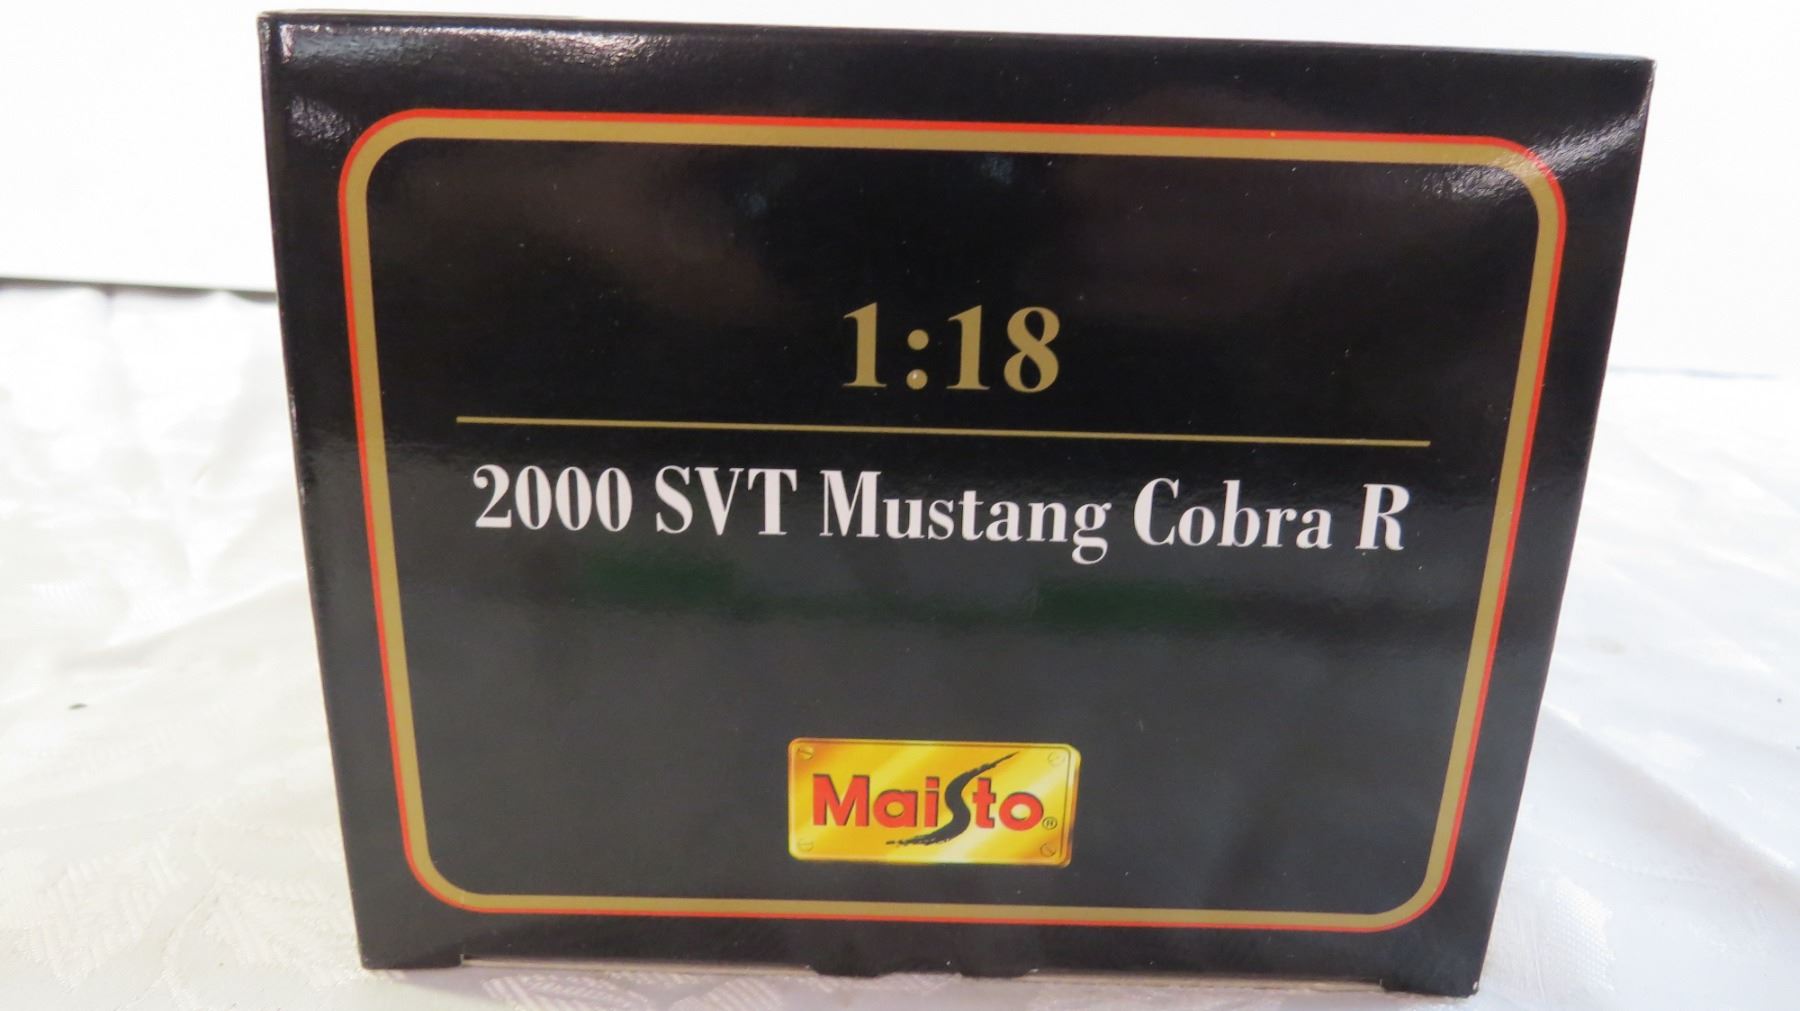 1:18
2000 SVT Mustang Cobra R
Maisto®